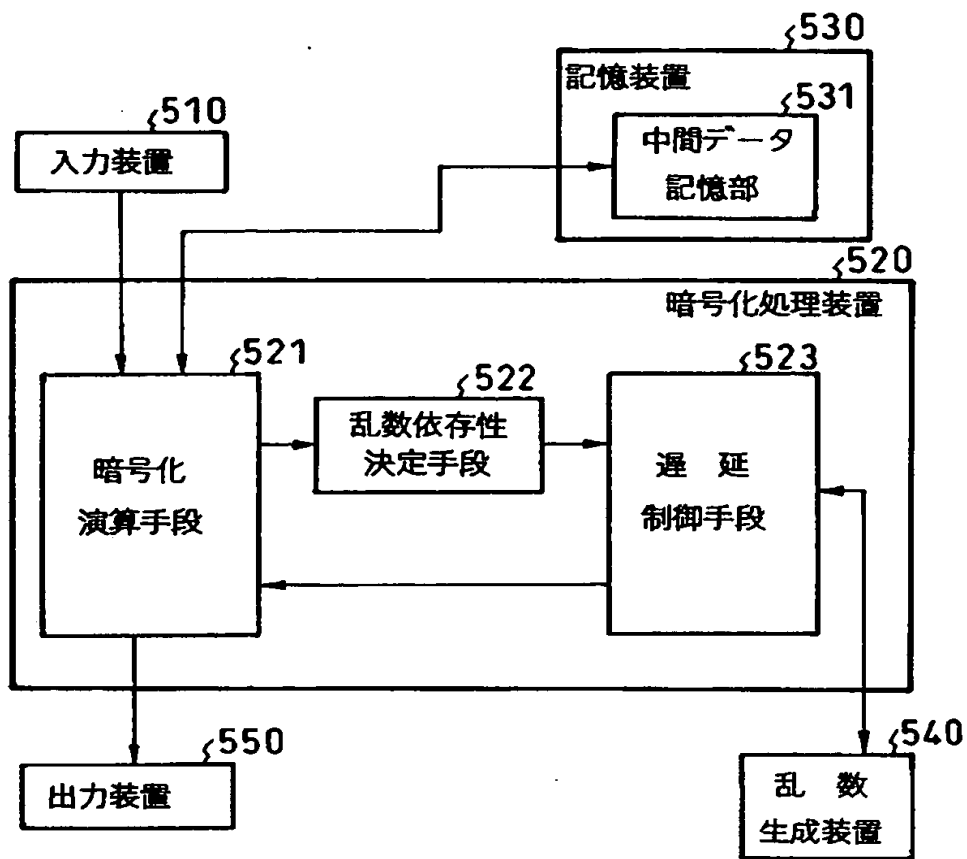 530
記憶装置
531
中間データ
記憶部
510
入力装置
520
暗号化処理装置
521
暗号化
演算手段
522
乱数依存性
決定手段
523
遅 延
制御手段
550
出力装置
540
乱 数
生成装置